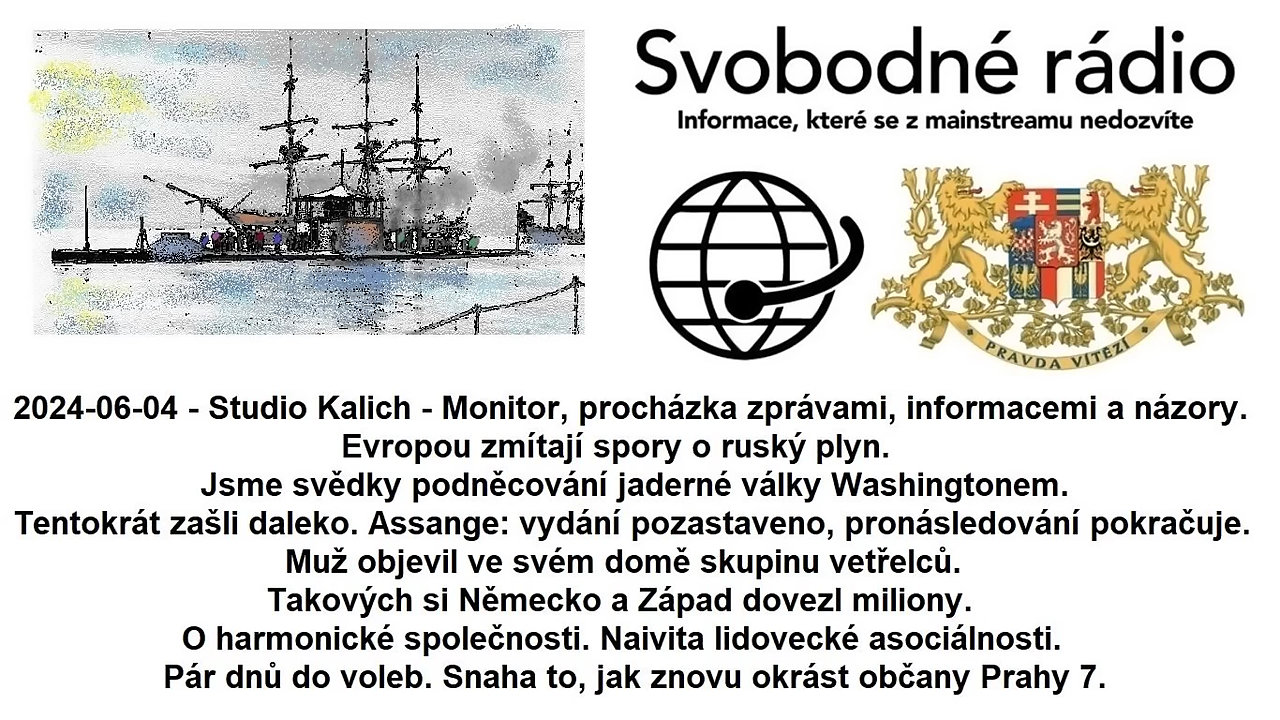 Svobodné rádio
Informace, které se z mainstreamu nedozvíte
PRAVDA VÍTĚZÍ
2024-06-04 - Studio Kalich - Monitor, procházka zprávami, informacemi a názory.
Evropou zmítají spory o ruský plyn.
Jsme svědky podněcování jaderné války Washingtonem.
Tentokrát zašli daleko. Assange: vydání pozastaveno, pronásledování pokračuje.
Muž objevil ve svém domě skupinu vetřelců.
Takových si Německo a Západ dovezl miliony.
O harmonické společnosti. Naivita lidovecké asociálnosti.
Pár dnů do voleb. Snaha to, jak znovu okrást občany Prahy 7.